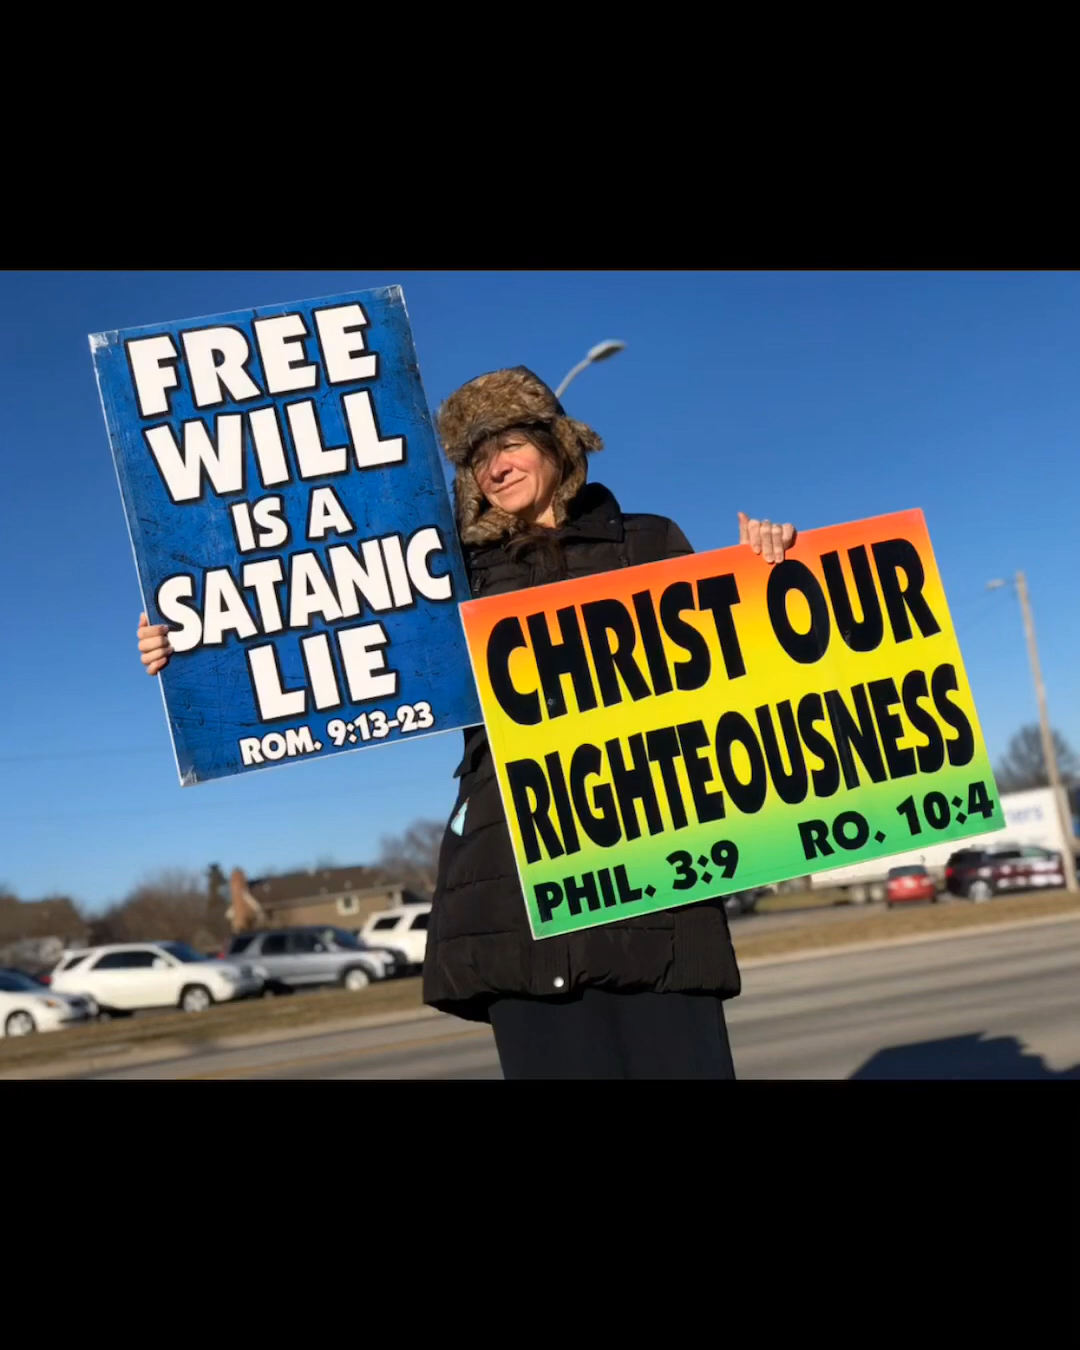 FREE
WILL
IS A
SATANIC
LIE
ROM. 9:13-23
CHRIST OUR
RIGHTEOUSNESS
PHIL. 3:9 RO. 10:4